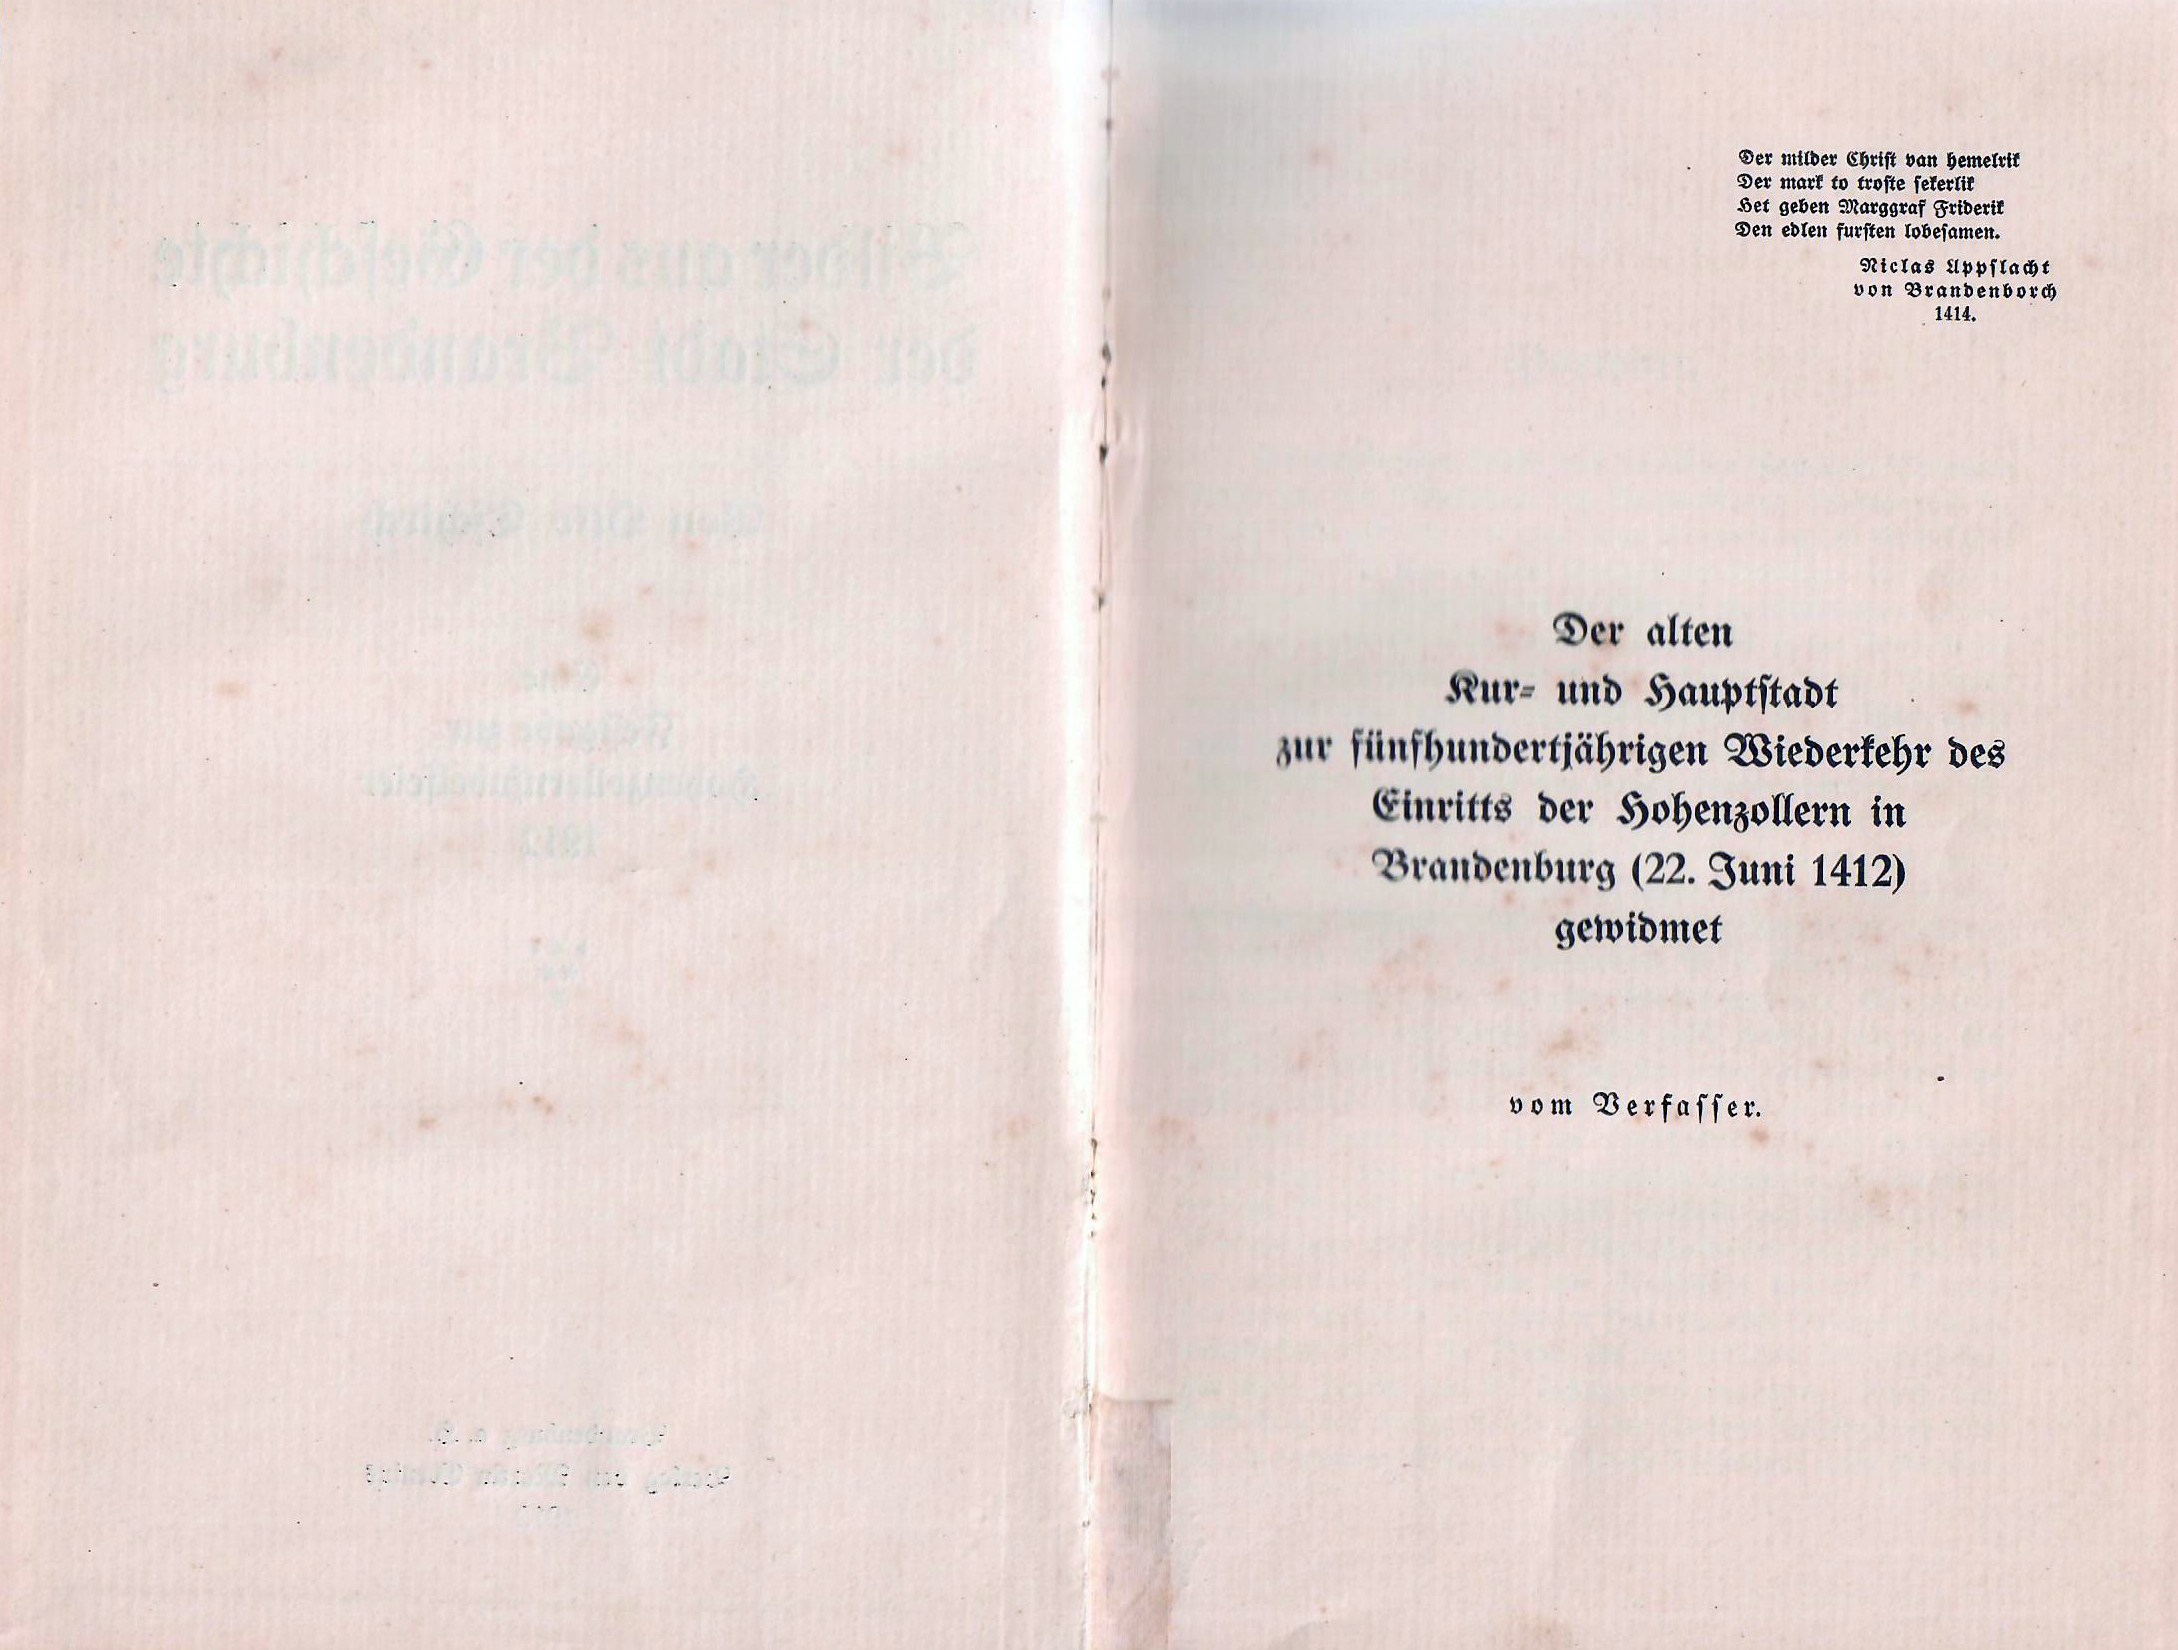 Der milder Christ van hemelrik
Der mark to troste sekerlik
Het geben Marggraf Friderik
Den edlen fursten lobesamen.
Niclas Uppslacht
von Brandenborch
1414.
Der alten
Kur- und Hauptstadt
zur fünfhundertjährigen Wiederkehr des
Einritts der Hohenzollern in
Brandenburg (22. Juni 1412)
gewidmet
vom Verfasser.